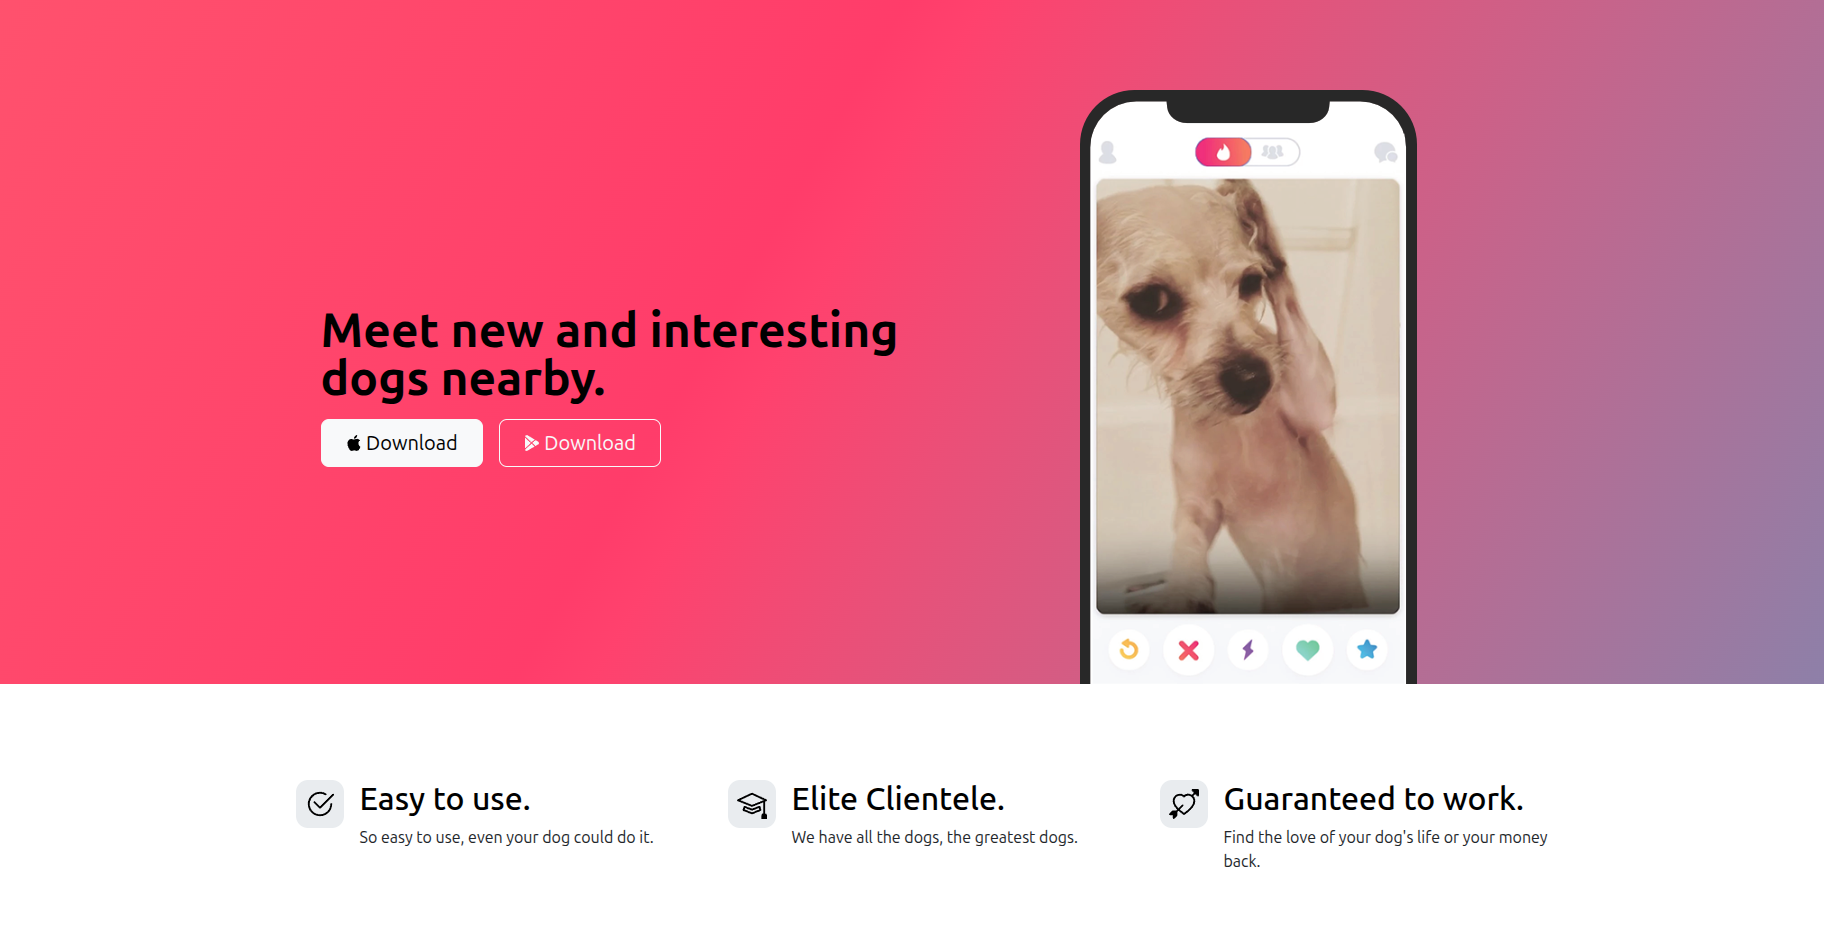 Meet new and interesting
dogs nearby.
Download
Download
Easy to use.
So easy to use, even your dog could do it.
Elite Clientele.
We have all the dogs, the greatest dogs.
Guaranteed to work.
Find the love of your dog's life or your money
back.